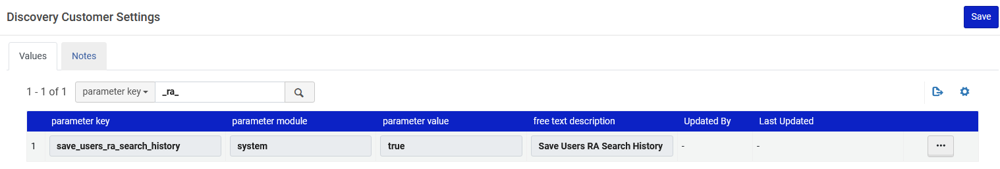 Discovery Customer Settings
Save
Values
Notes
1 - 1 of 1
parameter key
_ra_
parameter key parameter module parameter value free text description Updated By Last Updated
1 save_users_ra_search_history system true Save Users RA Search History - -